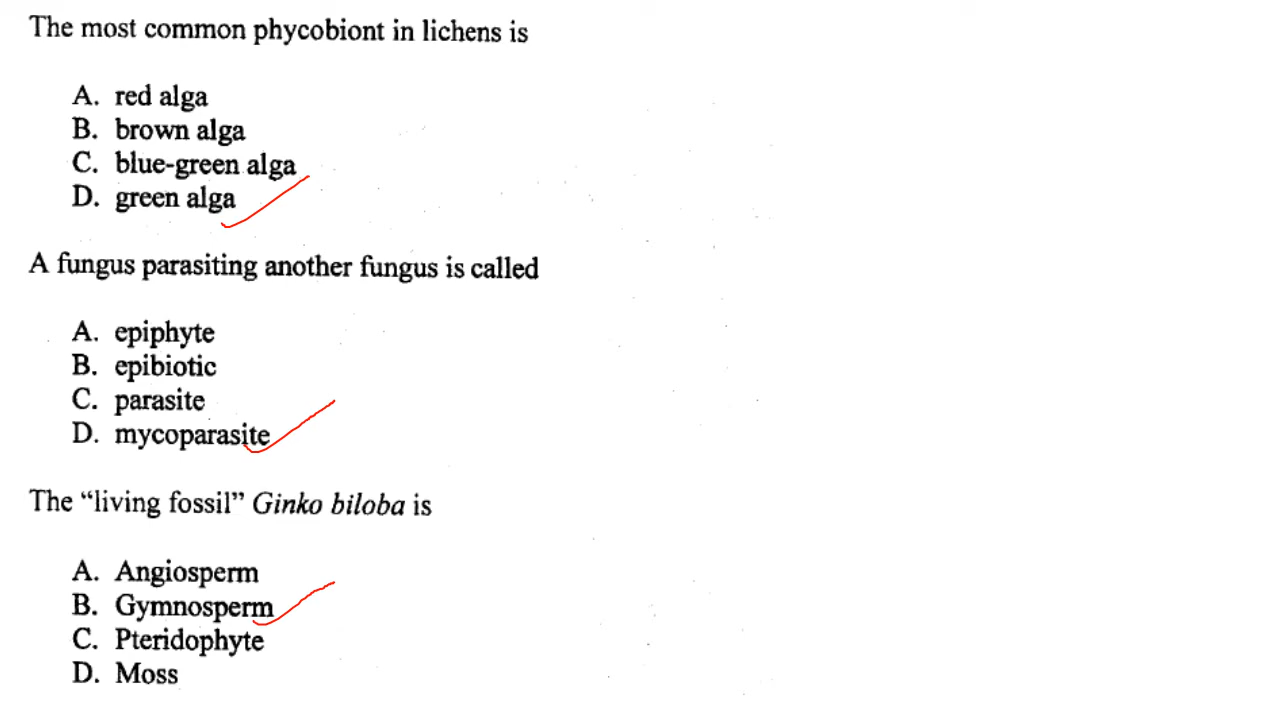 The most common phycobiont in lichens is
A. red alga
B. brown alga
C. blue-green alga
D. green alga
A fungus parasiting another fungus is called
A. epiphyte
B. epibiotic
C. parasite
D. mycoparasite
The “living fossil” Ginko biloba is
A. Angiosperm
B. Gymnosperm
C. Pteridophyte
D. Moss